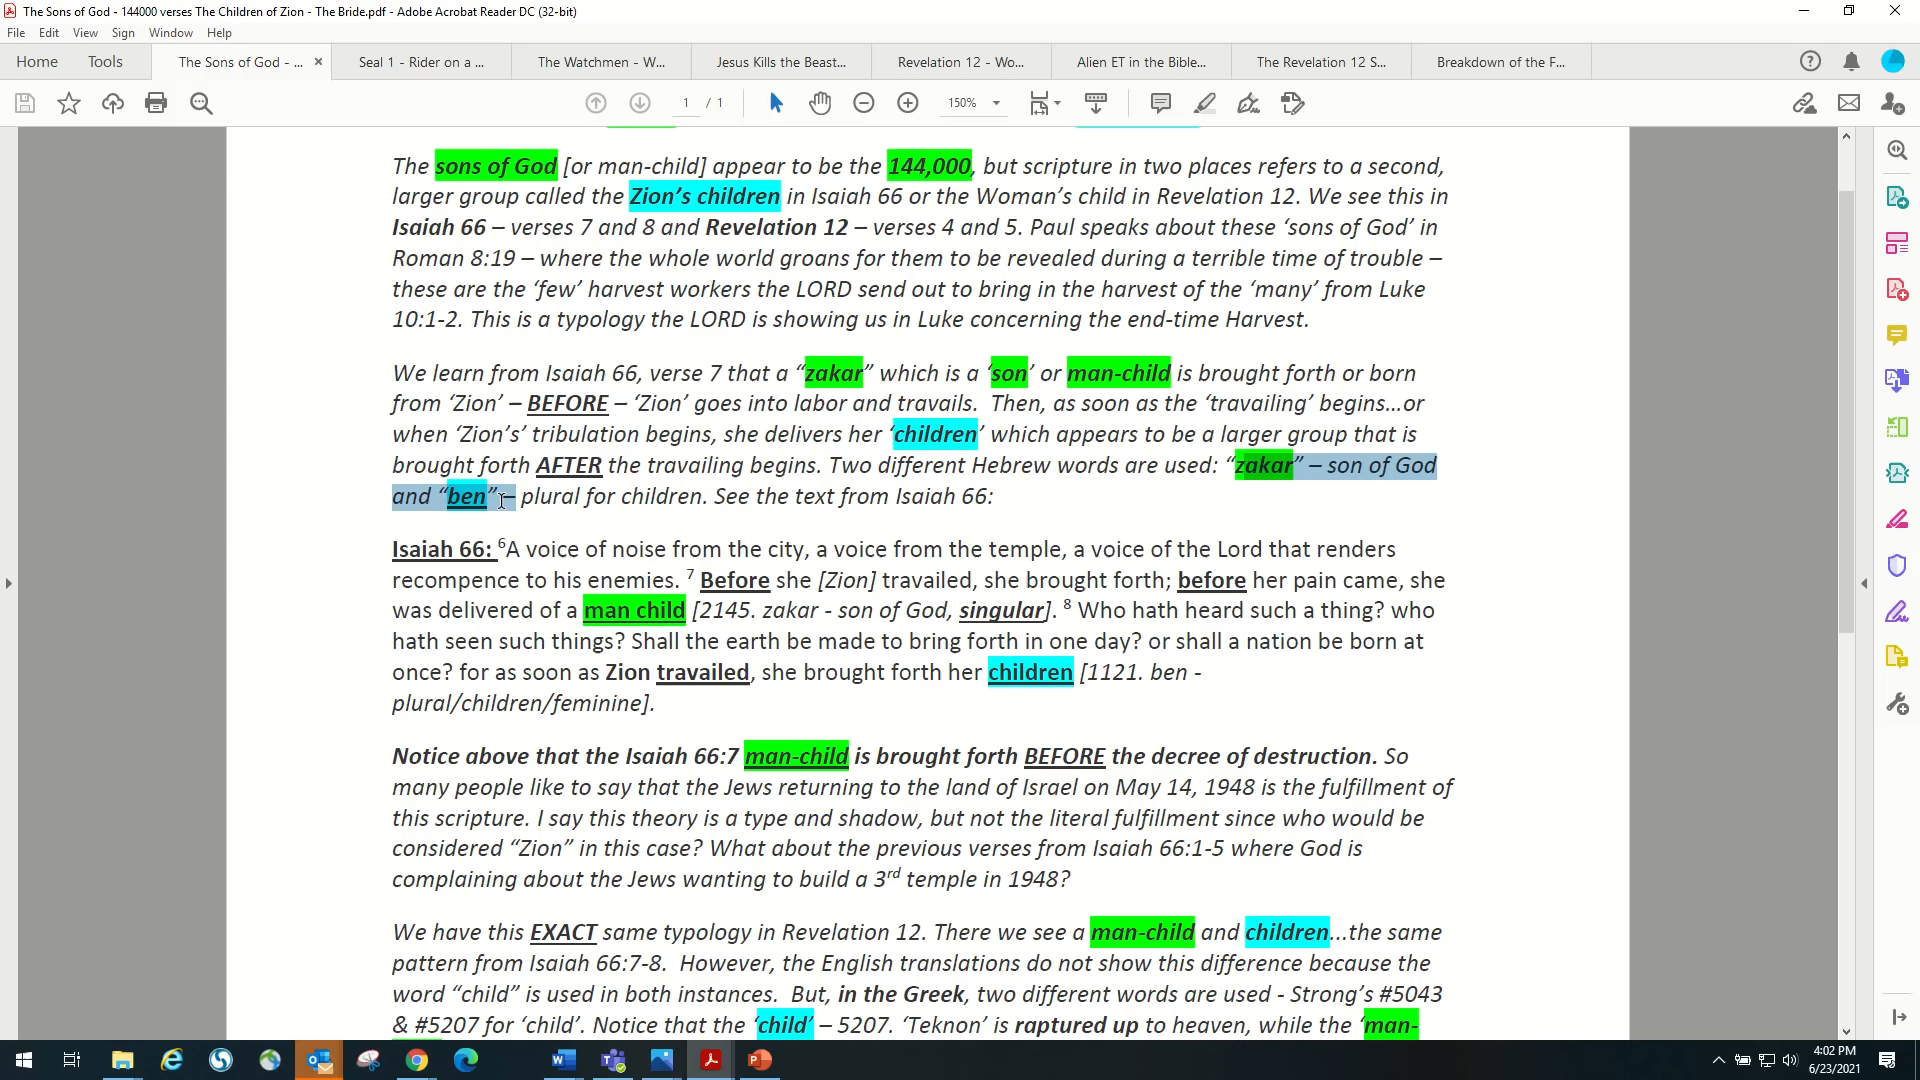 The Sons of God - 144000 verses The Children of Zion - The Bride.pdf - Adobe Acrobat Reader DC (32-bit)
File Edit View Sign Window Help
Home Tools The Sons of God - ... × Seal 1 - Rider on a ... The Watchmen - W... Jesus Kills the Beast... Revelation 12 - Wo... Alien ET in the Bible... The Revelation 12 S... Breakdown of the F...
1 / 1 150%
The sons of God [or man-child] appear to be the 144,000, but scripture in two places refers to a second,
larger group called the Zion’s children in Isaiah 66 or the Woman’s child in Revelation 12. We see this in
Isaiah 66 – verses 7 and 8 and Revelation 12 – verses 4 and 5. Paul speaks about these ‘sons of God’ in
Roman 8:19 – where the whole world groans for them to be revealed during a terrible time of trouble –
these are the ‘few’ harvest workers the LORD send out to bring in the harvest of the ‘many’ from Luke
10:1-2. This is a typology the LORD is showing us in Luke concerning the end-time Harvest.
We learn from Isaiah 66, verse 7 that a “zakar” which is a ‘son’ or man-child is brought forth or born
from ‘Zion’ – BEFORE – ‘Zion’ goes into labor and travails. Then, as soon as the ‘travailing’ begins…or
when ‘Zion’s’ tribulation begins, she delivers her ‘children’ which appears to be a larger group that is
brought forth AFTER the travailing begins. Two different Hebrew words are used: “zakar” – son of God
and “ben” – plural for children. See the text from Isaiah 66:
Isaiah 66: 6A voice of noise from the city, a voice from the temple, a voice of the Lord that renders
recompence to his enemies. 7 Before she [Zion] travailed, she brought forth; before her pain came, she
was delivered of a man child [2145. zakar - son of God, singular]. 8 Who hath heard such a thing? who
hath seen such things? Shall the earth be made to bring forth in one day? or shall a nation be born at
once? for as soon as Zion travailed, she brought forth her children [1121. ben -
plural/children/feminine].
Notice above that the Isaiah 66:7 man-child is brought forth BEFORE the decree of destruction. So
many people like to say that the Jews returning to the land of Israel on May 14, 1948 is the fulfillment of
this scripture. I say this theory is a type and shadow, but not the literal fulfillment since who would be
considered “Zion” in this case? What about the previous verses from Isaiah 66:1-5 where God is
complaining about the Jews wanting to build a 3rd temple in 1948?
We have this EXACT same typology in Revelation 12. There we see a man-child and children…the same
pattern from Isaiah 66:7-8. However, the English translations do not show this difference because the
word “child” is used in both instances. But, in the Greek, two different words are used - Strong’s #5043
& #5207 for ‘child’. Notice that the ‘child’ – 5207. ‘Teknon’ is raptured up to heaven, while the ‘man-
4:02 PM
6/23/2021